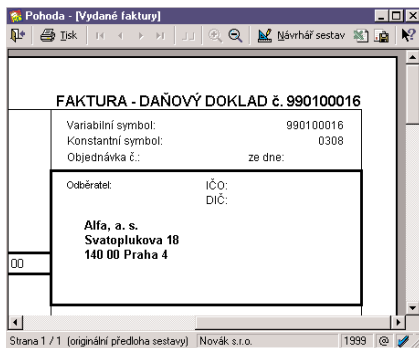 Pohoda - [Vydané faktury]
Tisk Návrhář sestav
FAKTURA - DAŇOVÝ DOKLAD č. 990100016
Variabilní symbol: 990100016
Konstantní symbol: 0308
Objednávka č.: ze dne:
Odběratel: IČO:
DIČ:
Alfa, a. s.
Svatoplukova 18
140 00 Praha 4
00
Strana 1 / 1 (originální předloha sestavy) Novák s.r.o. 1999 @